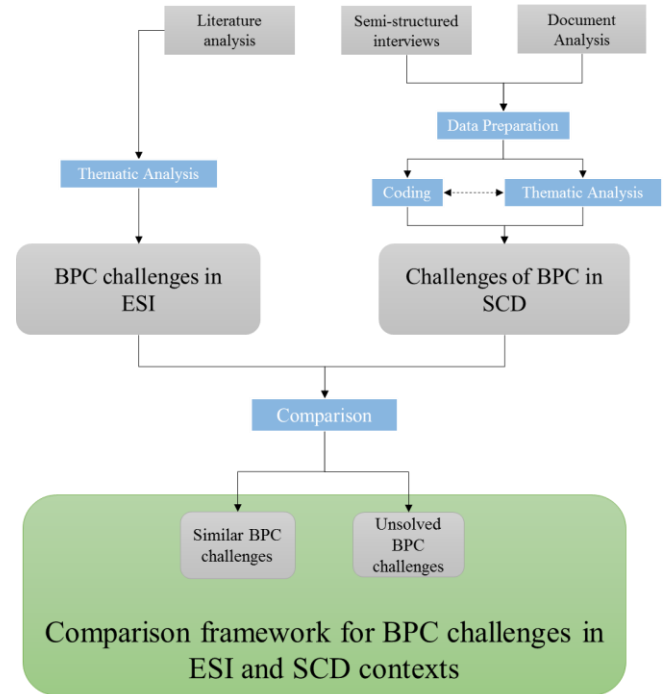 Literature
analysis
Semi-structured
interviews
Document
Analysis
Data Preparation
Thematic Analysis
Coding
Thematic Analysis
BPC challenges in
ESI
Challenges of BPC in
SCD
Comparison
Similar BPC
challenges
Unsolved
BPC
challenges
Comparison framework for BPC challenges in
ESI and SCD contexts